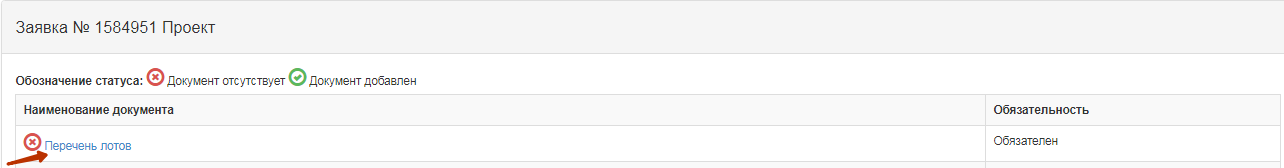 Заявка № 1584951 Проект
Обозначение статуса: Документ отсутствует Документ добавлен
Наименование документа Обязательность
Перечень лотов Обязателен